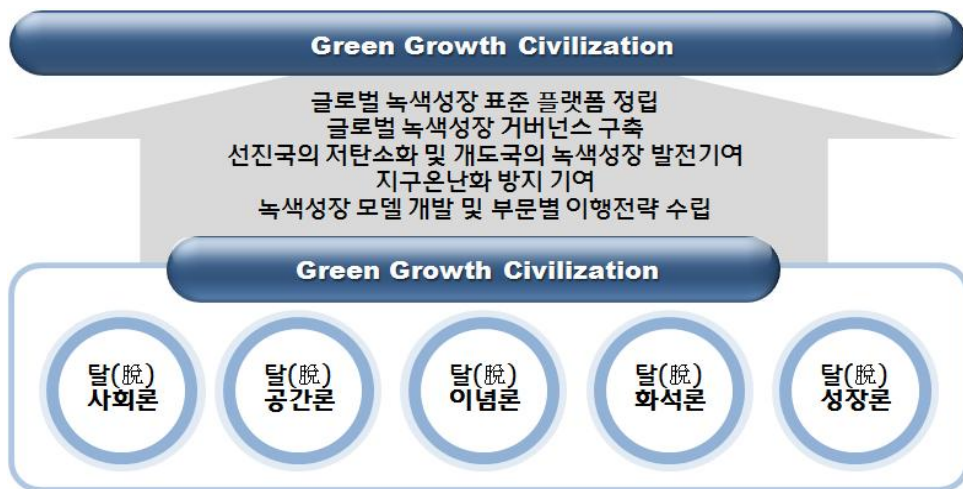 Green Growth Civilization
글로벌 녹색성장 표준 플랫폼 정립
글로벌 녹색성장 거버넌스 구축
선진국의 저탄소화 및 개도국의 녹색성장 발전기여
지구온난화 방지 기여
녹색성장 모델 개발 및 부문별 이행전략 수립
Green Growth Civilization
탈(脫)
사회론
탈(脫)
공간론
탈(脫)
이념론
탈(脫)
화석론
탈(脫)
성장론